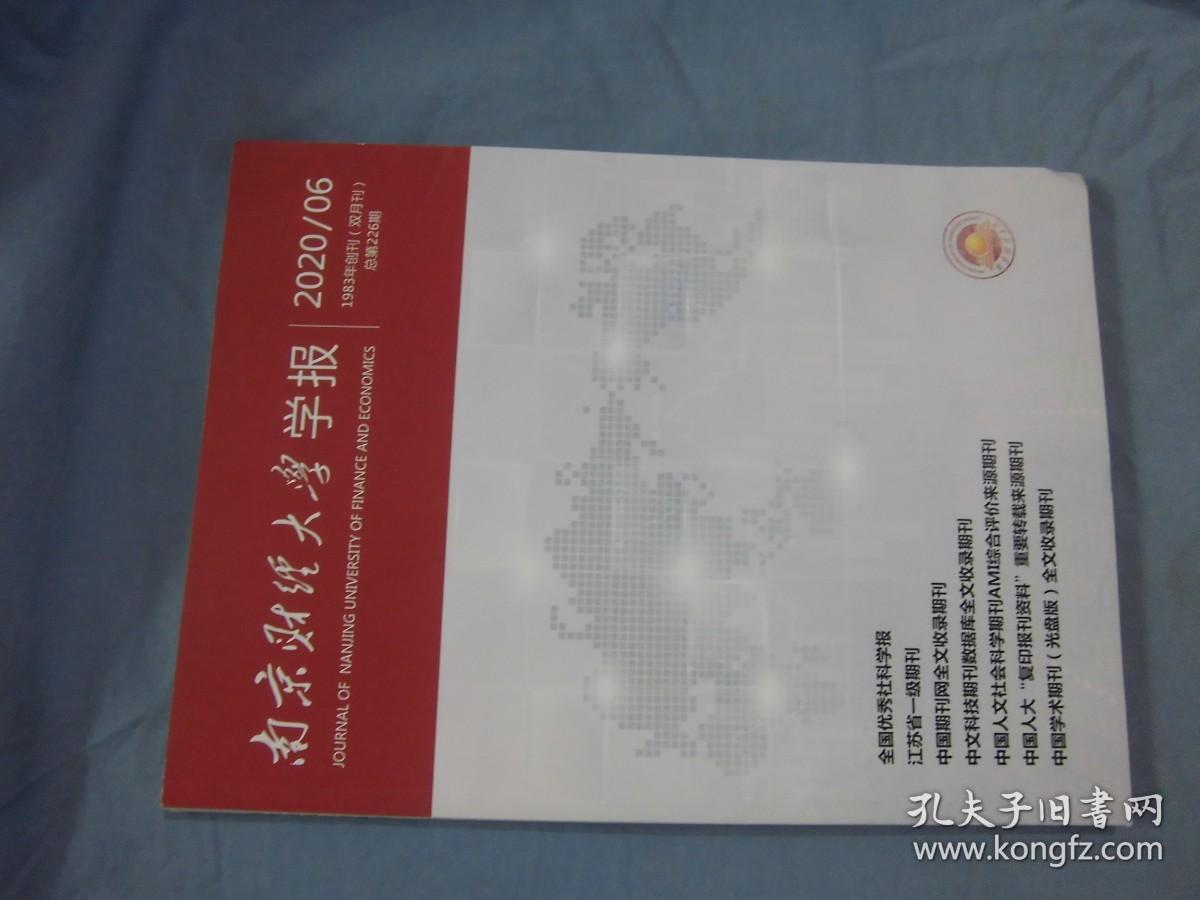 南京财经大学学报
JOURNAL OF NANJING UNIVERSITY OF FINANCE AND ECONOMICS
2020/06
1983年创刊（双月刊）
总第226期
全国优秀社科学报
江苏省一级期刊
中国期刊网全文收录期刊
中文科技期刊数据库全文收录期刊
中国人文社会科学期刊AMI综合评价来源期刊
中国人大“复印报刊资料”重要转载来源期刊
中国学术期刊（光盘版）全文收录期刊
孔夫子旧書网
www.kongfz.com